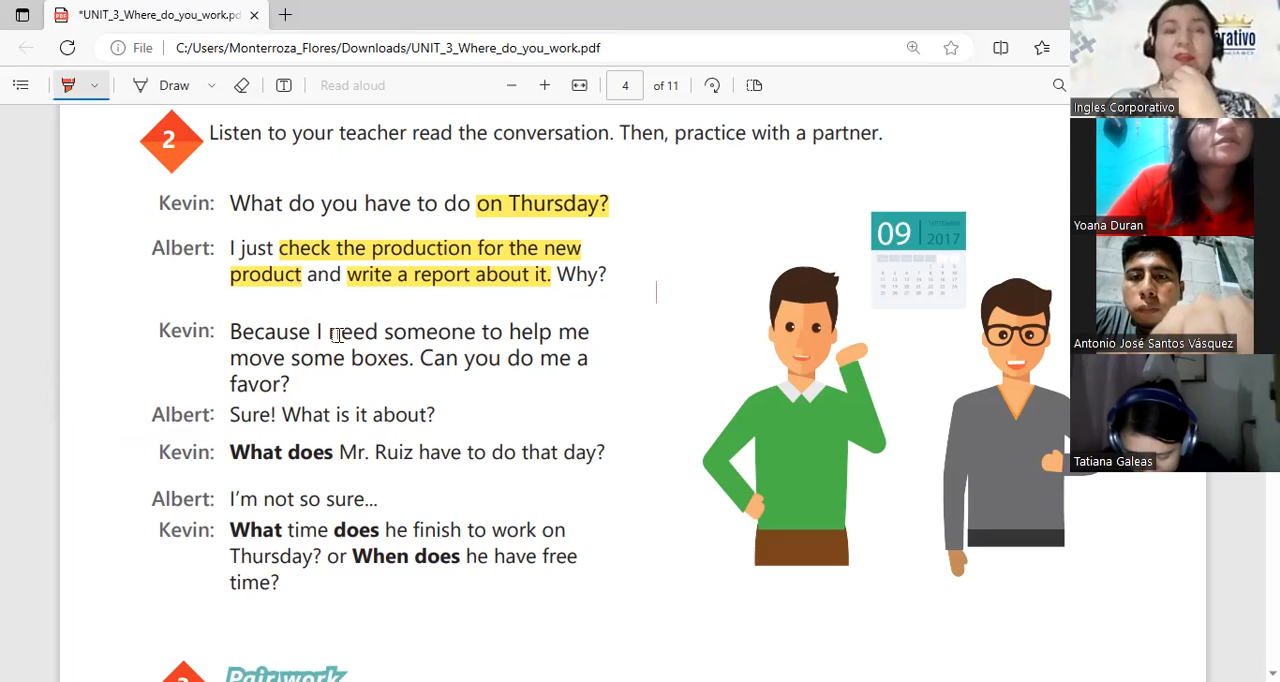 *UNIT_3_Where_do_you_work.pd
File C:/Users/Monterroza_Flores/Downloads/UNIT_3_Where_do_you_work.pdf
Draw Read aloud 4 of 11
2 Listen to your teacher read the conversation. Then, practice with a partner.
Kevin: What do you have to do on Thursday?
Albert: I just check the production for the new
product and write a report about it. Why?
Kevin: Because I need someone to help me
move some boxes. Can you do me a
favor?
Albert: Sure! What is it about?
Kevin: What does Mr. Ruiz have to do that day?
Albert: I'm not so sure...
Kevin: What time does he finish to work on
Thursday? or When does he have free
time?
09 2017
Pair work
Ingles Corporativo
Yoana Duran
Antonio José Santos Vásquez
Tatiana Galeas